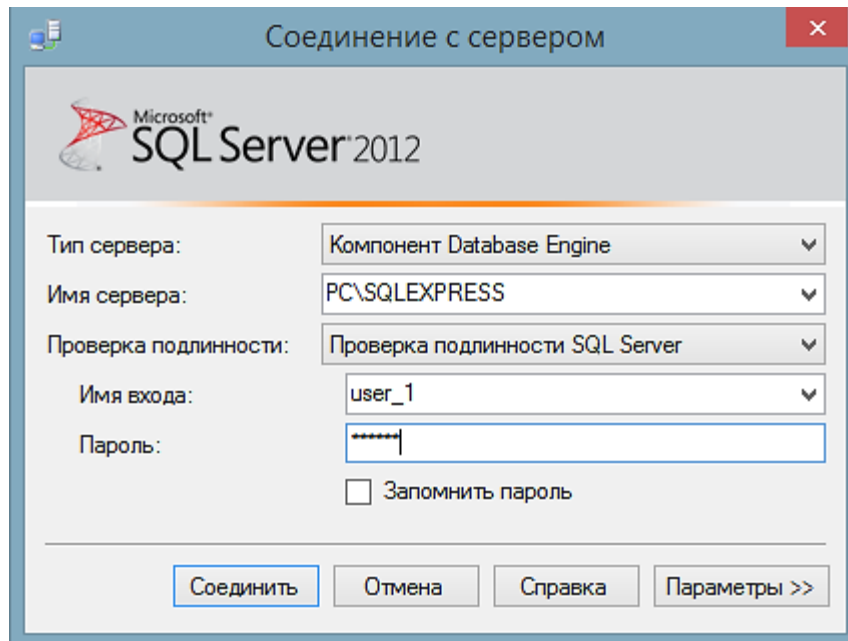 Соединение с сервером
Microsoft®
SQL Server® 2012
Тип сервера: Компонент Database Engine
Имя сервера: PC\SQLEXPRESS
Проверка подлинности: Проверка подлинности SQL Server
Имя входа: user_1
Пароль: ******
Запомнить пароль
Соединить Отмена Справка Параметры >>